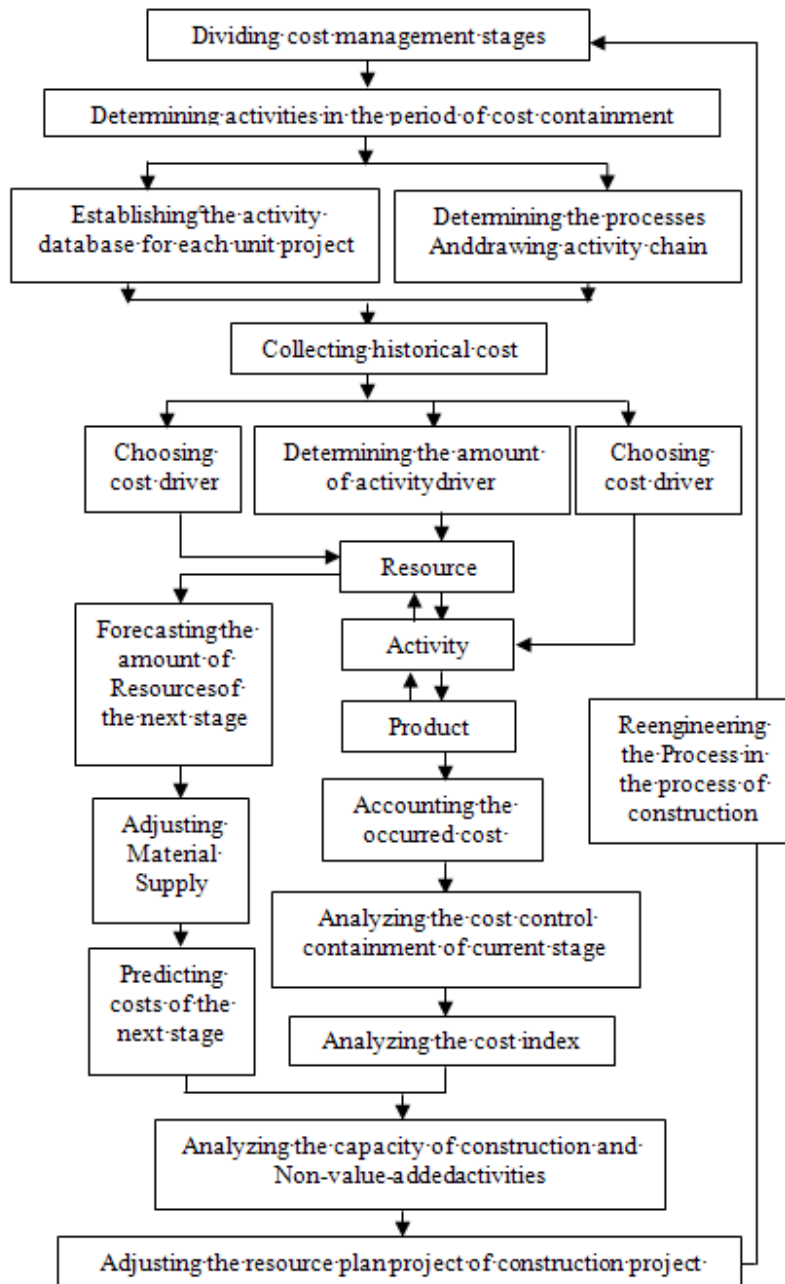 Dividing cost management stages
Determining activities in the period of cost containment
Establishing the activity
database for each unit project
Determining the processes
Anddrawing activity chain
Collecting historical cost
Choosing
cost driver
Determining the amount
of activitydriver
Choosing
cost driver
Resource
Forecasting the
amount of
Resourcesof
the next stage
Activity
Product
Reengineering
the Process in
the process of
construction
Adjusting
Material
Supply
Accounting the
occurred cost
Analyzing the cost control
containment of current stage
Predicting
costs of the
next stage
Analyzing the cost index
Analyzing the capacity of construction and
Non-value-addedactivities
Adjusting the resource plan project of construction project